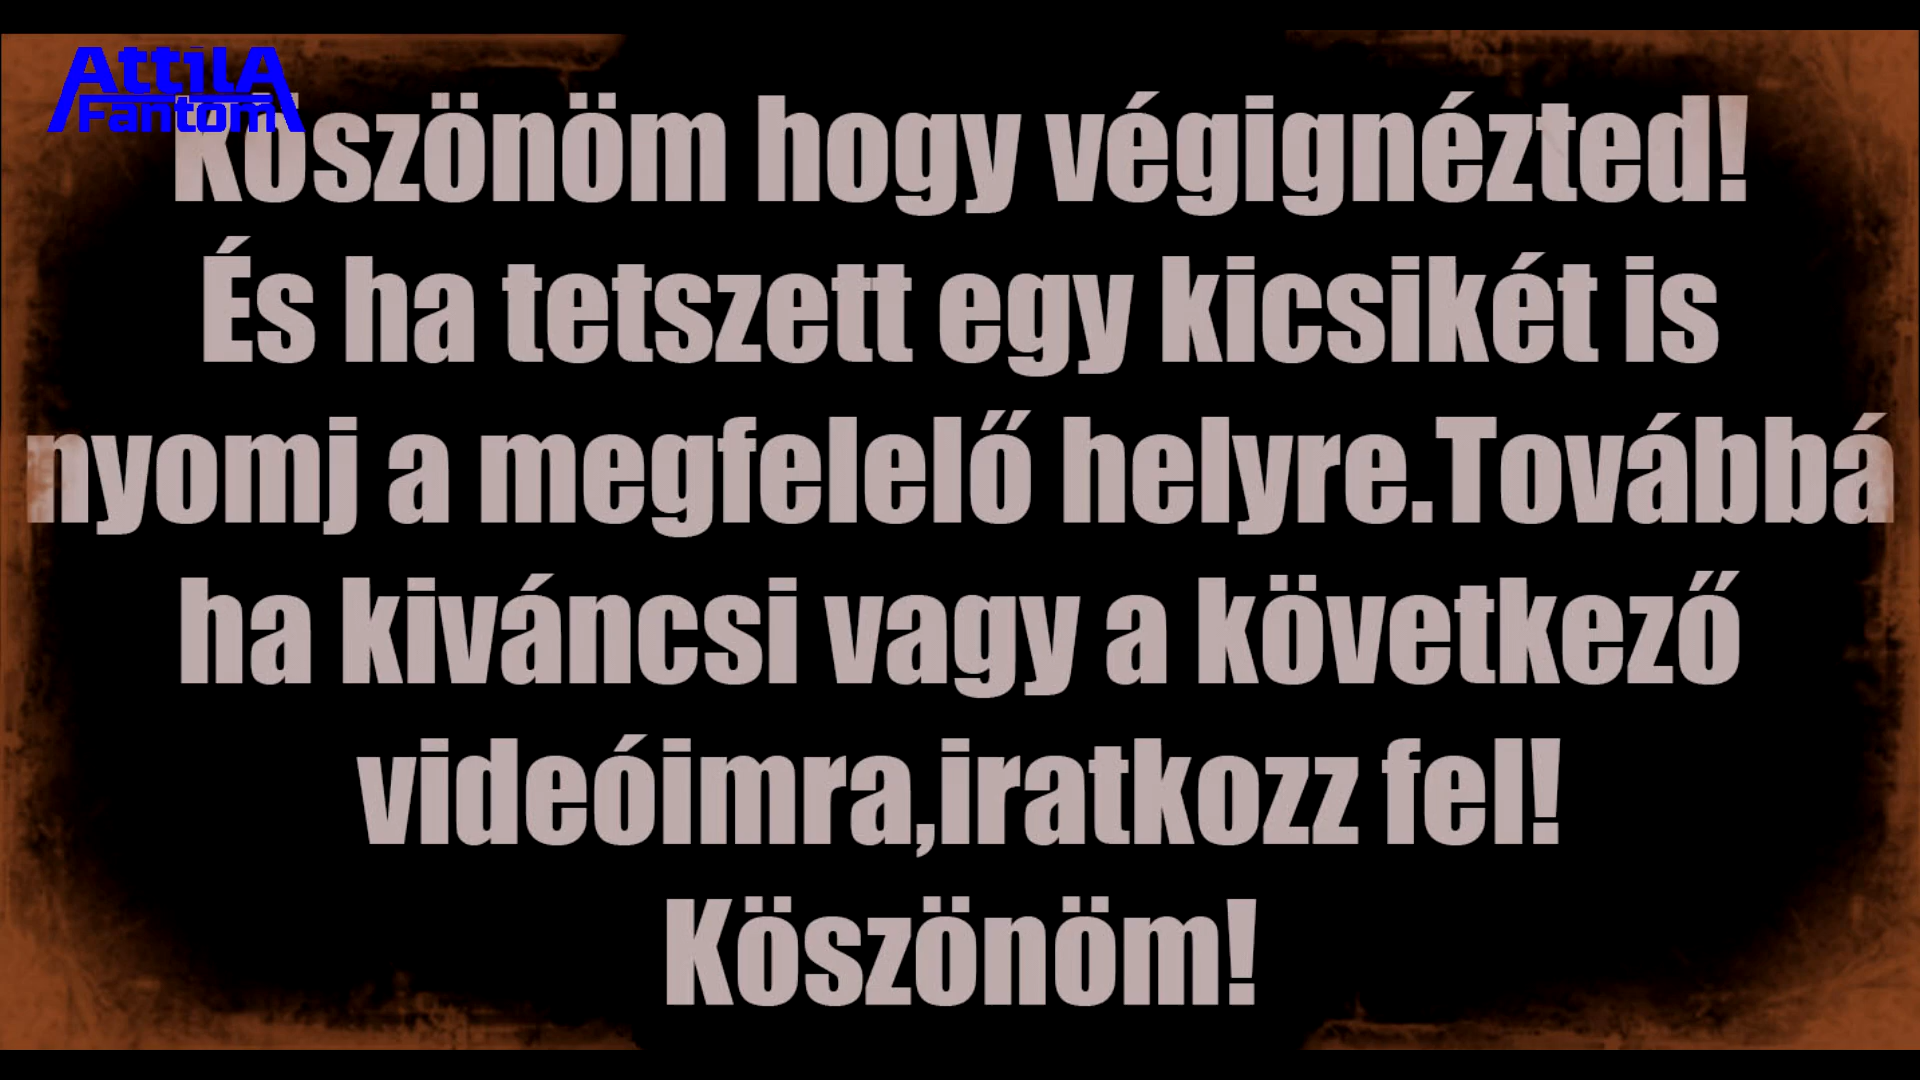 AttilA
Fantom
Köszönöm hogy végignézted!
És ha tetszett egy kicsikét is
nyomj a megfelelő helyre.Továbbá
ha kiváncsi vagy a következő
videóimra,iratkozz fel!
Köszönöm!